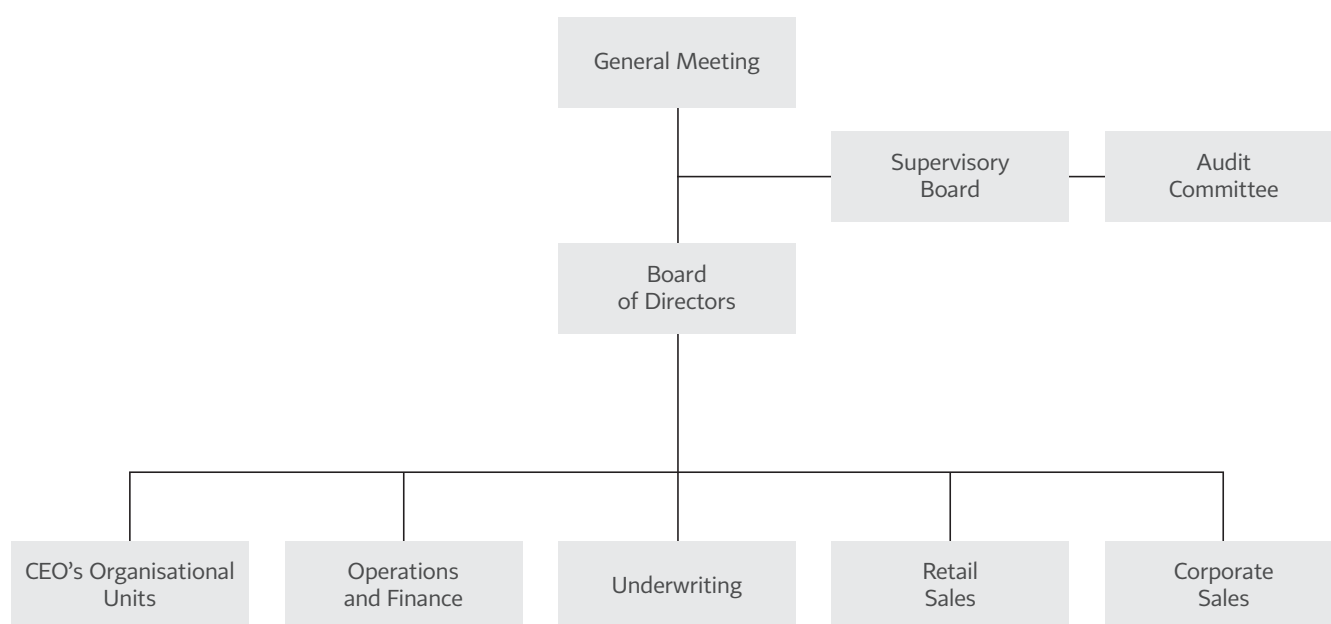 General Meeting
Supervisory
Board
Audit
Committee
Board
of Directors
CEO’s Organisational
Units
Operations
and Finance
Underwriting
Retail
Sales
Corporate
Sales